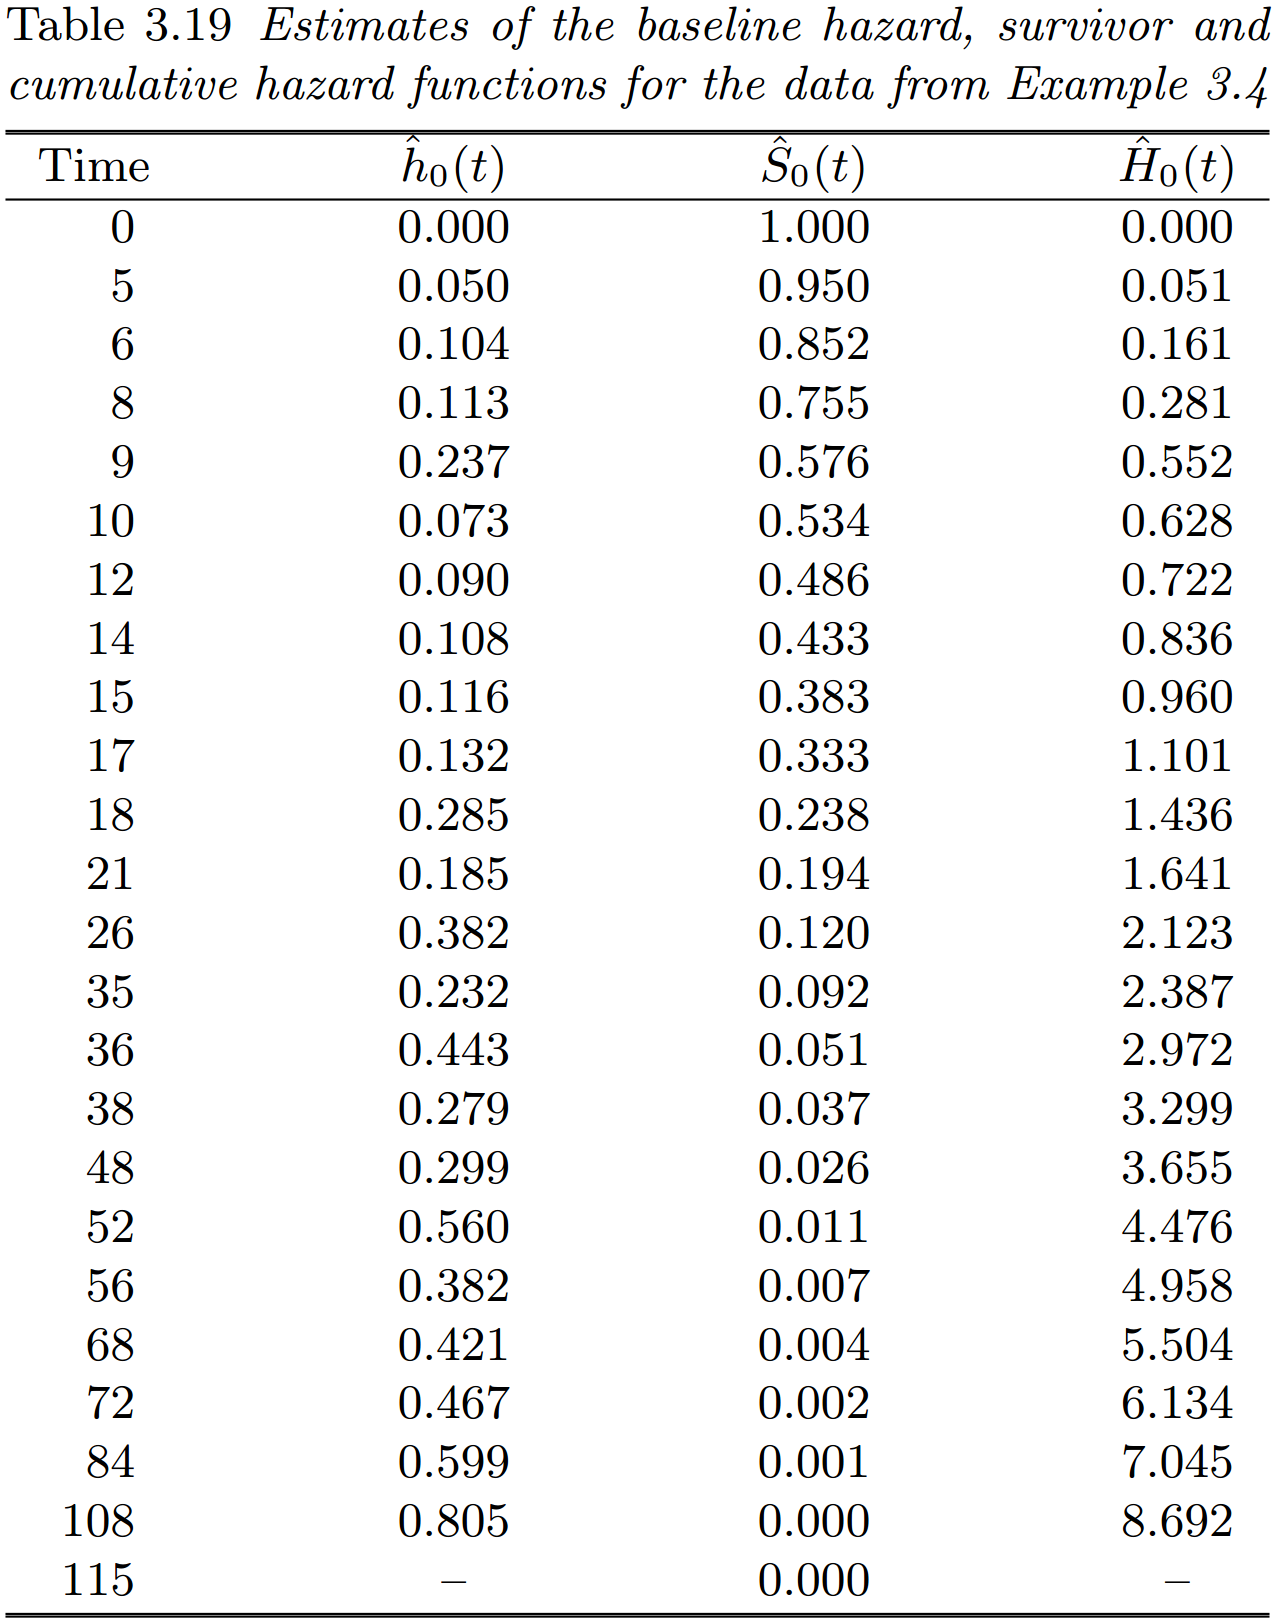 Table 3.19 Estimates of the baseline hazard, survivor and
cumulative hazard functions for the data from Example 3.4
Time ĥ₀(t) Ŝ₀(t) Ĥ₀(t)
0 0.000 1.000 0.000
5 0.050 0.950 0.051
6 0.104 0.852 0.161
8 0.113 0.755 0.281
9 0.237 0.576 0.552
10 0.073 0.534 0.628
12 0.090 0.486 0.722
14 0.108 0.433 0.836
15 0.116 0.383 0.960
17 0.132 0.333 1.101
18 0.285 0.238 1.436
21 0.185 0.194 1.641
26 0.382 0.120 2.123
35 0.232 0.092 2.387
36 0.443 0.051 2.972
38 0.279 0.037 3.299
48 0.299 0.026 3.655
52 0.560 0.011 4.476
56 0.382 0.007 4.958
68 0.421 0.004 5.504
72 0.467 0.002 6.134
84 0.599 0.001 7.045
108 0.805 0.000 8.692
115 – 0.000 –